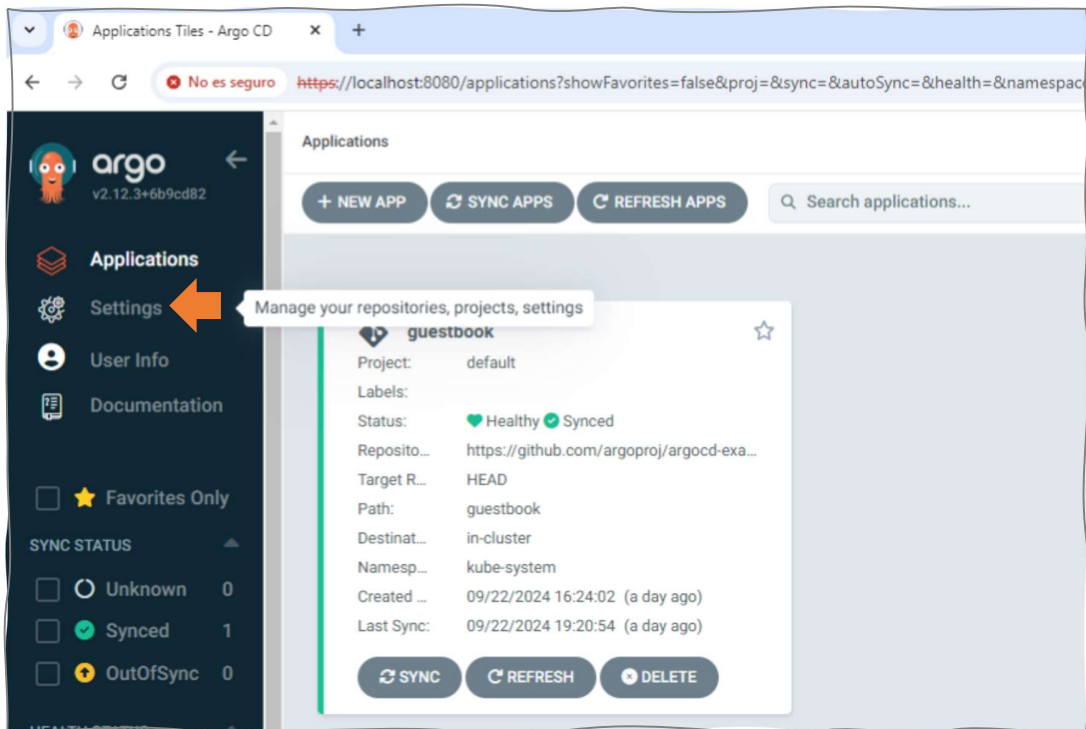 Applications Tiles - Argo CD
No es seguro https://localhost:8080/applications?showFavorites=false&proj=&sync=&autoSync=&health=&namespac
argo
v2.12.3+6b9cd82
Applications
Settings
User Info
Documentation
Favorites Only
SYNC STATUS
Unknown 0
Synced 1
OutOfSync 0
HEALTH STATUS
Applications
+ NEW APP SYNC APPS REFRESH APPS Search applications...
Manage your repositories, projects, settings
guestbook
Project: default
Labels:
Status: Healthy Synced
Reposito... https://github.com/argoproj/argocd-exa...
Target R... HEAD
Path: guestbook
Destinat... in-cluster
Namesp... kube-system
Created ... 09/22/2024 16:24:02 (a day ago)
Last Sync: 09/22/2024 19:20:54 (a day ago)
SYNC REFRESH DELETE